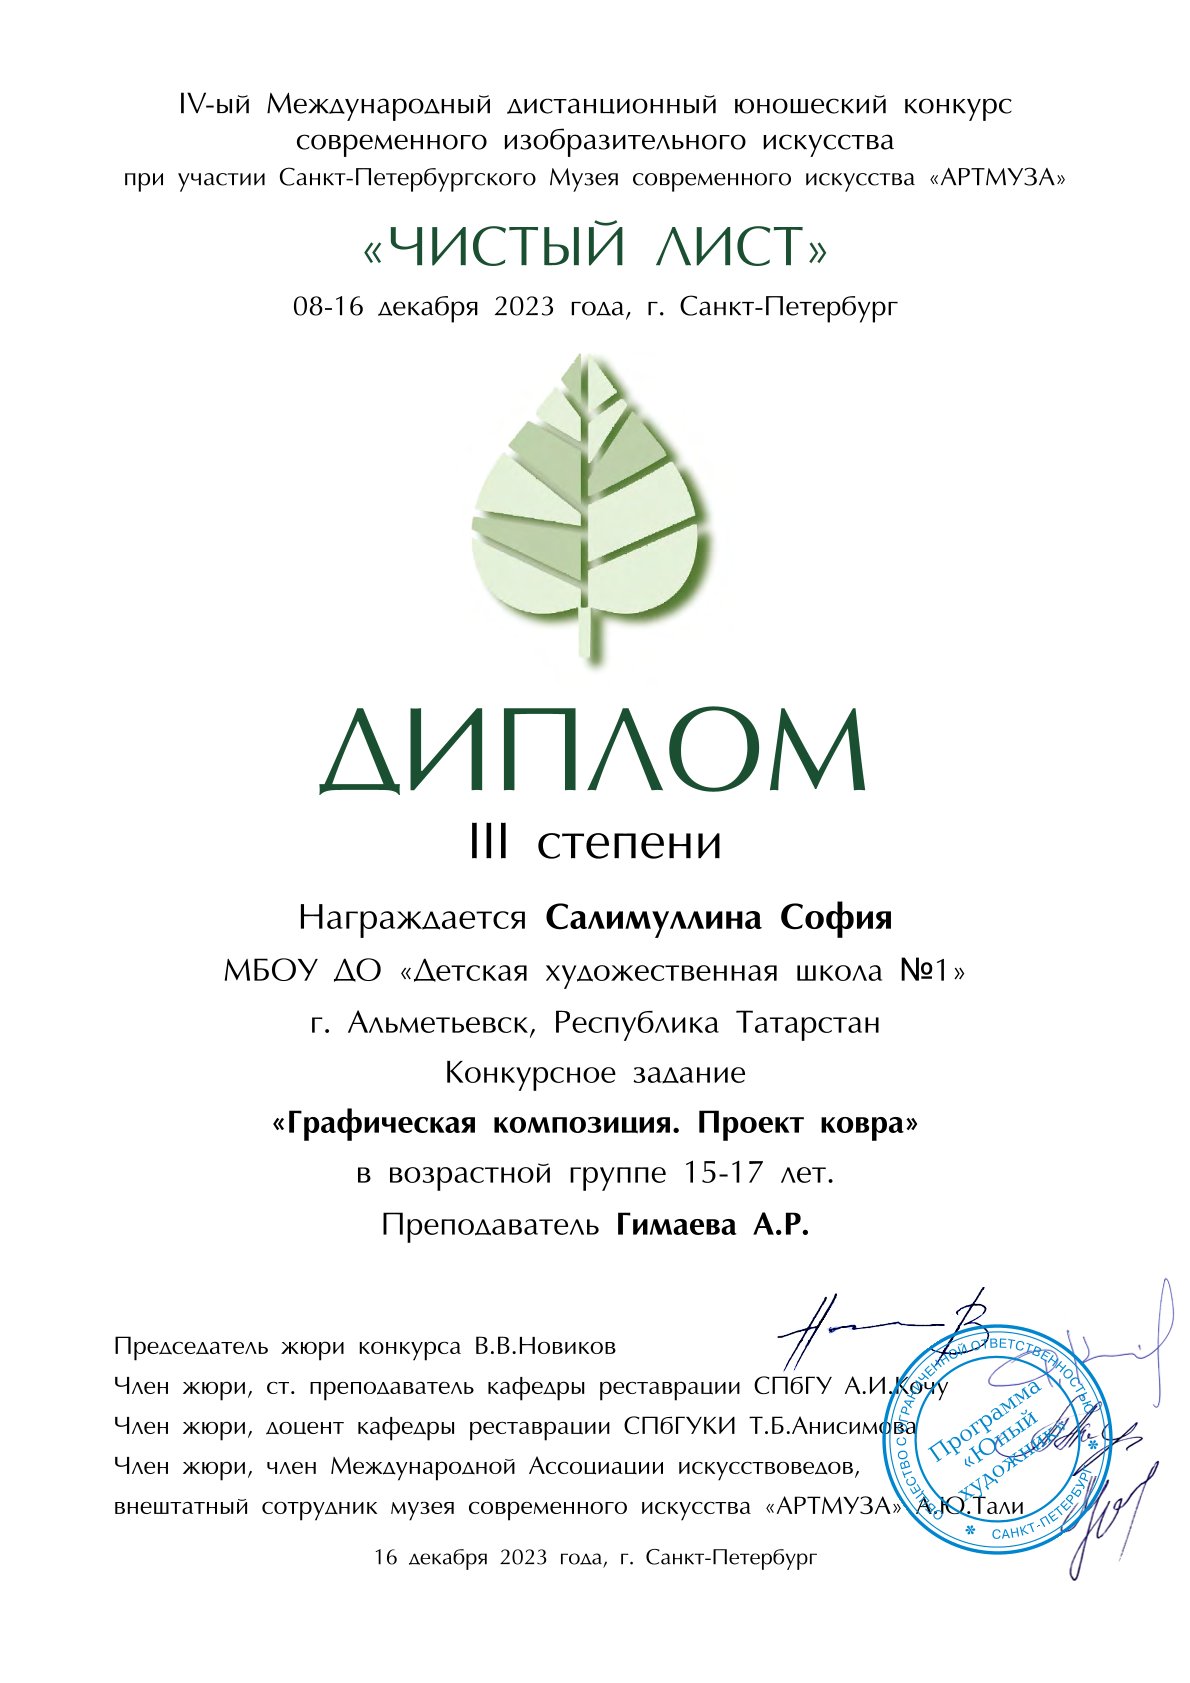 IV-ый Международный дистанционный юношеский конкурс
современного изобразительного искусства
при участии Санкт-Петербургского Музея современного искусства «АРТМУЗА»
«ЧИСТЫЙ ЛИСТ»
08-16 декабря 2023 года, г. Санкт-Петербург
ДИПЛОМ
III степени
Награждается Салимуллина София
МБОУ ДО «Детская художественная школа №1»
г. Альметьевск, Республика Татарстан
Конкурсное задание
«Графическая композиция. Проект ковра»
в возрастной группе 15-17 лет.
Преподаватель Гимаева А.Р.
Председатель жюри конкурса В.В.Новиков
Член жюри, ст. преподаватель кафедры реставрации СПбГУ А.И.Кочу
Член жюри, доцент кафедры реставрации СПбГУКИ Т.Б.Анисимова
Член жюри, член Международной Ассоциации искусствоведов,
внештатный сотрудник музея современного искусства «АРТМУЗА» А.Ю.Тали
16 декабря 2023 года, г. Санкт-Петербург
ОБЩЕСТВО С ОГРАНИЧЕННОЙ ОТВЕТСТВЕННОСТЬЮ
САНКТ-ПЕТЕРБУРГ
Программа
«Юный
художник»